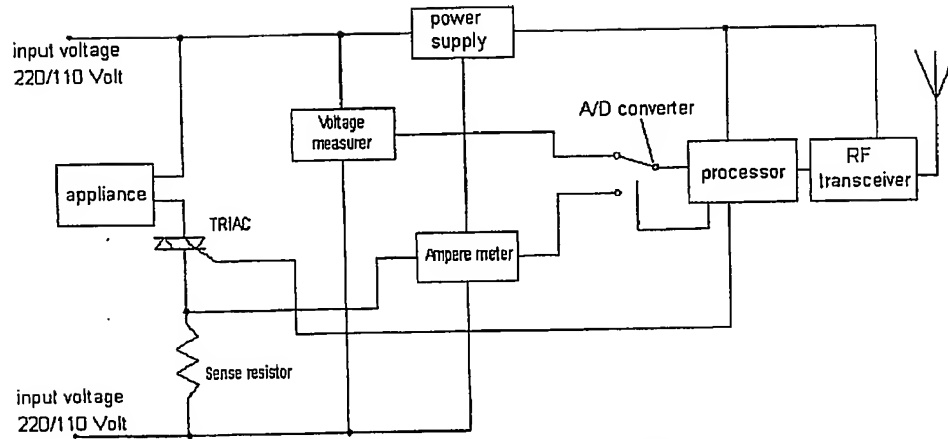 power
supply
input voltage
220/110 Volt
A/D converter
Voltage
measurer
processor
RF
transceiver
appliance
TRIAC
Ampere meter
Sense resistor
input voltage
220/110 Volt